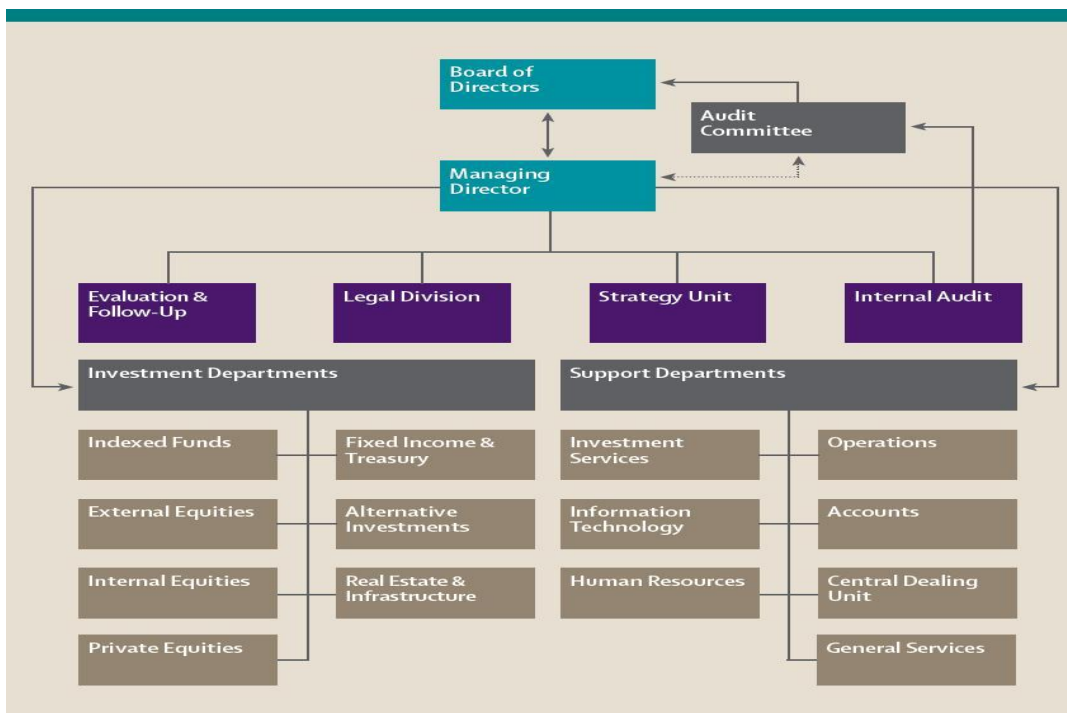 Board of
Directors
Audit
Committee
Managing
Director
Evaluation &
Follow-Up
Legal Division
Strategy Unit
Internal Audit
Investment Departments
Support Departments
Indexed Funds
Fixed Income &
Treasury
Investment
Services
Operations
External Equities
Alternative
Investments
Information
Technology
Accounts
Internal Equities
Real Estate &
Infrastructure
Human Resources
Central Dealing
Unit
Private Equities
General Services